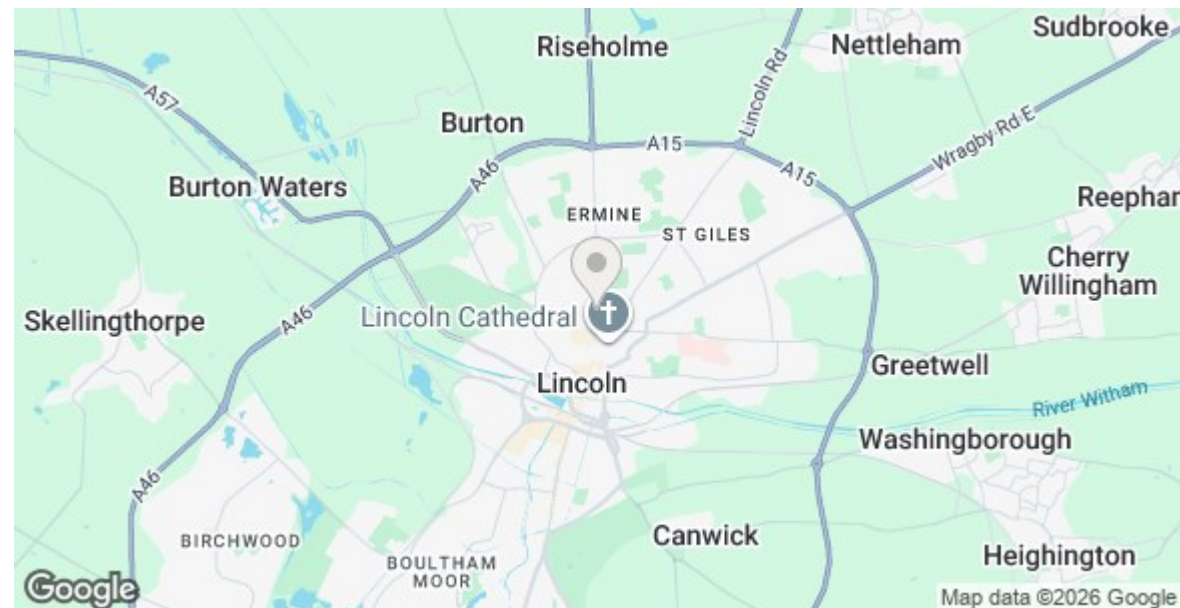 Sudbrooke
Riseholme
Nettleham
Lincoln Rd
A57
Burton
Wragby Rd E
A15
A46
A15
Burton Waters
Reephar
ERMINE
ST GILES
Cherry
Willingham
Lincoln Cathedral
Skellingthorpe
A46
Greetwell
Lincoln
River Witham
Washingborough
A46
Canwick
BIRCHWOOD
Heighington
BOULTHAM
MOOR
Google
Map data ©2026 Google